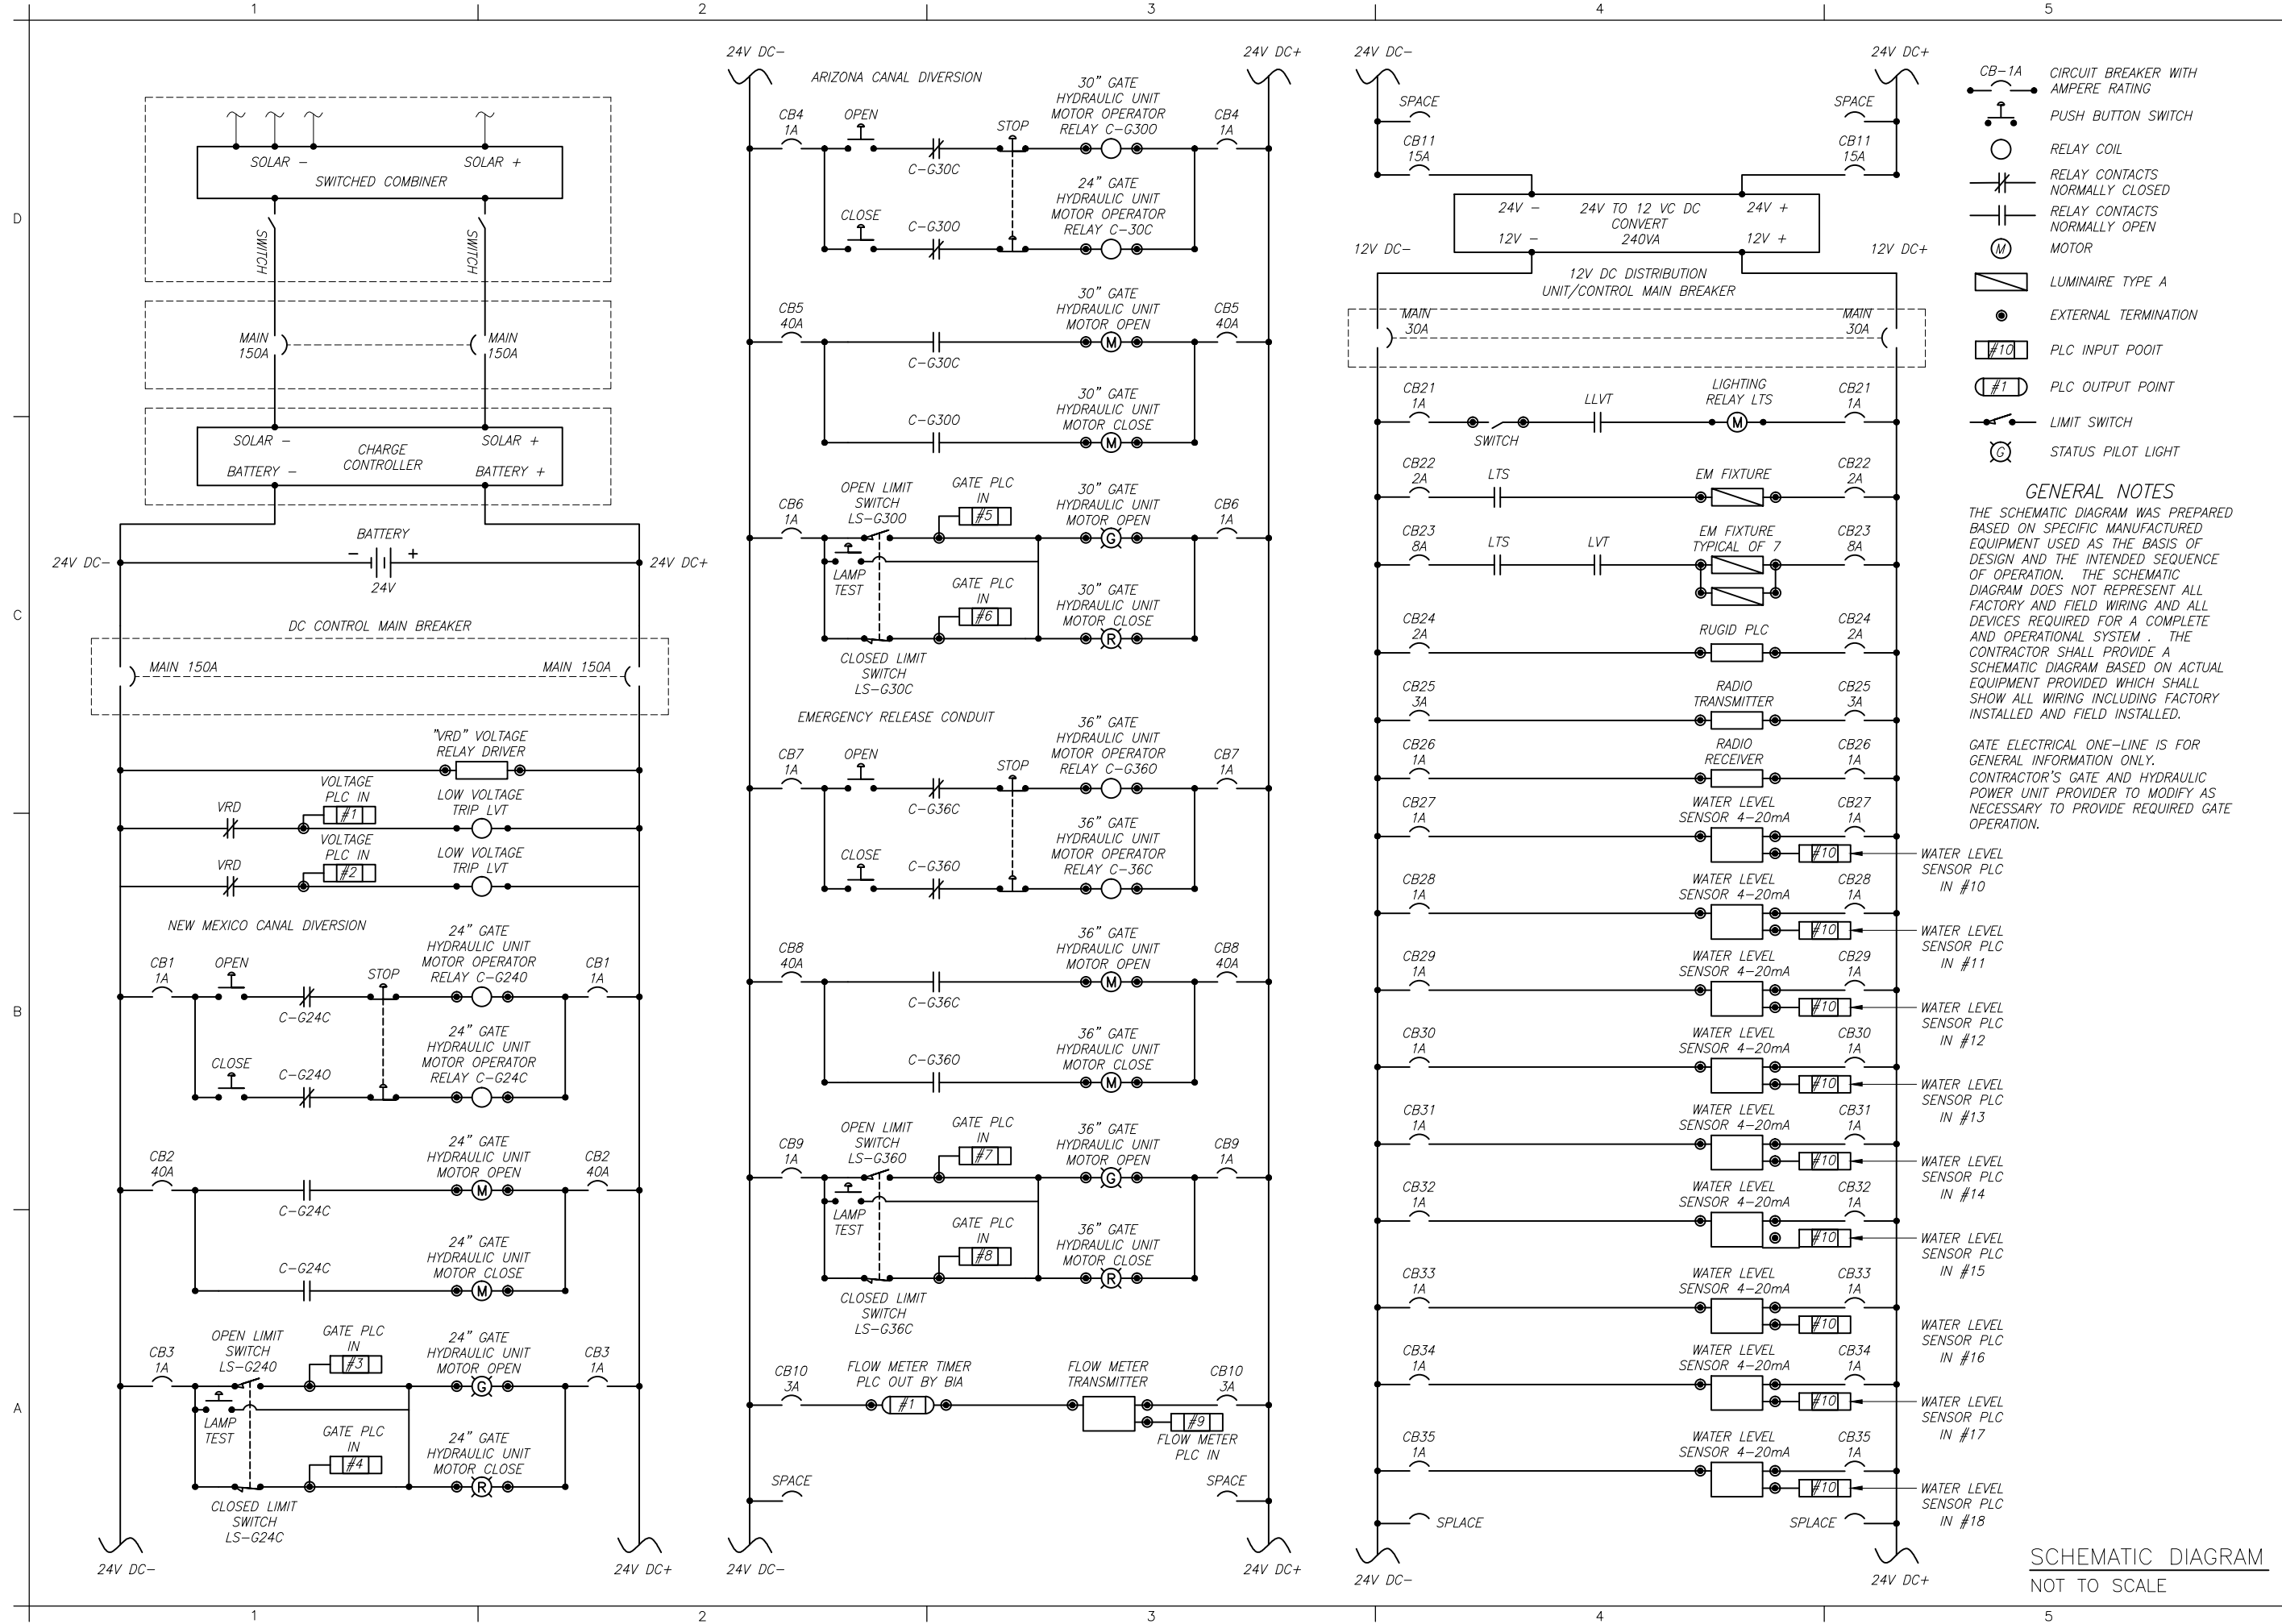 1
2
3
4
5
D
C
B
A
SOLAR –
SOLAR +
SWITCHED COMBINER
SWITCH
SWITCH
MAIN
150A
MAIN
150A
SOLAR –
SOLAR +
CHARGE
CONTROLLER
BATTERY –
BATTERY +
BATTERY
– +
24V DC–
24V DC+
24V
DC CONTROL MAIN BREAKER
MAIN 150A
MAIN 150A
"VRD" VOLTAGE
RELAY DRIVER
VRD
VOLTAGE
PLC IN
#1
LOW VOLTAGE
TRIP LVT
VRD
VOLTAGE
PLC IN
#2
LOW VOLTAGE
TRIP LVT
NEW MEXICO CANAL DIVERSION
CB1
1A
OPEN
C–G24C
STOP
24" GATE
HYDRAULIC UNIT
MOTOR OPERATOR
RELAY C–G240
CB1
1A
CLOSE
C–G24O
24" GATE
HYDRAULIC UNIT
MOTOR OPERATOR
RELAY C–G24C
CB2
40A
C–G24C
24" GATE
HYDRAULIC UNIT
MOTOR OPEN
M
CB2
40A
C–G24C
24" GATE
HYDRAULIC UNIT
MOTOR CLOSE
M
CB3
1A
OPEN LIMIT
SWITCH
LS–G240
GATE PLC
IN
#3
24" GATE
HYDRAULIC UNIT
MOTOR OPEN
G
CB3
1A
LAMP
TEST
GATE PLC
IN
#4
24" GATE
HYDRAULIC UNIT
MOTOR CLOSE
R
CLOSED LIMIT
SWITCH
LS–G24C
24V DC–
24V DC+
24V DC–
24V DC+
ARIZONA CANAL DIVERSION
CB4
1A
OPEN
C–G30C
STOP
30" GATE
HYDRAULIC UNIT
MOTOR OPERATOR
RELAY C–G300
CB4
1A
CLOSE
C–G300
24" GATE
HYDRAULIC UNIT
MOTOR OPERATOR
RELAY C–30C
CB5
40A
C–G30C
30" GATE
HYDRAULIC UNIT
MOTOR OPEN
M
CB5
40A
C–G300
30" GATE
HYDRAULIC UNIT
MOTOR CLOSE
M
CB6
1A
OPEN LIMIT
SWITCH
LS–G300
GATE PLC
IN
#5
30" GATE
HYDRAULIC UNIT
MOTOR OPEN
G
CB6
1A
LAMP
TEST
GATE PLC
IN
#6
30" GATE
HYDRAULIC UNIT
MOTOR CLOSE
R
CLOSED LIMIT
SWITCH
LS–G30C
EMERGENCY RELEASE CONDUIT
CB7
1A
OPEN
C–G36C
STOP
36" GATE
HYDRAULIC UNIT
MOTOR OPERATOR
RELAY C–G360
CB7
1A
CLOSE
C–G360
36" GATE
HYDRAULIC UNIT
MOTOR OPERATOR
RELAY C–36C
CB8
40A
C–G36C
36" GATE
HYDRAULIC UNIT
MOTOR OPEN
M
CB8
40A
C–G360
36" GATE
HYDRAULIC UNIT
MOTOR CLOSE
M
CB9
1A
OPEN LIMIT
SWITCH
LS–G360
GATE PLC
IN
#7
36" GATE
HYDRAULIC UNIT
MOTOR OPEN
G
CB9
1A
LAMP
TEST
GATE PLC
IN
#8
36" GATE
HYDRAULIC UNIT
MOTOR CLOSE
R
CLOSED LIMIT
SWITCH
LS–G36C
CB10
3A
FLOW METER TIMER
PLC OUT BY BIA
#1
FLOW METER
TRANSMITTER
CB10
3A
#9
FLOW METER
PLC IN
SPACE
SPACE
24V DC–
24V DC+
24V DC–
24V DC+
SPACE
SPACE
CB11
15A
CB11
15A
24V –
24V TO 12 VC DC
CONVERT
240VA
24V +
12V –
12V +
12V DC–
12V DC+
12V DC DISTRIBUTION
UNIT/CONTROL MAIN BREAKER
MAIN
30A
MAIN
30A
CB21
1A
SWITCH
LLVT
LIGHTING
RELAY LTS
M
CB21
1A
CB22
2A
LTS
EM FIXTURE
CB22
2A
CB23
8A
LTS
LVT
EM FIXTURE
TYPICAL OF 7
CB23
8A
CB24
2A
RUGID PLC
CB24
2A
CB25
3A
RADIO
TRANSMITTER
CB25
3A
CB26
1A
RADIO
RECEIVER
CB26
1A
CB27
1A
WATER LEVEL
SENSOR 4–20mA
CB27
1A
#10
WATER LEVEL
SENSOR PLC
IN #10
CB28
1A
WATER LEVEL
SENSOR 4–20mA
CB28
1A
#10
WATER LEVEL
SENSOR PLC
IN #11
CB29
1A
WATER LEVEL
SENSOR 4–20mA
CB29
1A
#10
WATER LEVEL
SENSOR PLC
IN #12
CB30
1A
WATER LEVEL
SENSOR 4–20mA
CB30
1A
#10
WATER LEVEL
SENSOR PLC
IN #13
CB31
1A
WATER LEVEL
SENSOR 4–20mA
CB31
1A
#10
WATER LEVEL
SENSOR PLC
IN #14
CB32
1A
WATER LEVEL
SENSOR 4–20mA
CB32
1A
#10
WATER LEVEL
SENSOR PLC
IN #15
CB33
1A
WATER LEVEL
SENSOR 4–20mA
CB33
1A
#10
WATER LEVEL
SENSOR PLC
IN #16
CB34
1A
WATER LEVEL
SENSOR 4–20mA
CB34
1A
#10
WATER LEVEL
SENSOR PLC
IN #17
CB35
1A
WATER LEVEL
SENSOR 4–20mA
CB35
1A
#10
WATER LEVEL
SENSOR PLC
IN #18
SPLACE
SPLACE
24V DC–
24V DC+
CB–1A
CIRCUIT BREAKER WITH
AMPERE RATING
PUSH BUTTON SWITCH
RELAY COIL
RELAY CONTACTS
NORMALLY CLOSED
RELAY CONTACTS
NORMALLY OPEN
M
MOTOR
LUMINAIRE TYPE A
EXTERNAL TERMINATION
#10
PLC INPUT POOIT
#1
PLC OUTPUT POINT
LIMIT SWITCH
G
STATUS PILOT LIGHT
GENERAL NOTES
THE SCHEMATIC DIAGRAM WAS PREPARED
BASED ON SPECIFIC MANUFACTURED
EQUIPMENT USED AS THE BASIS OF
DESIGN AND THE INTENDED SEQUENCE
OF OPERATION. THE SCHEMATIC
DIAGRAM DOES NOT REPRESENT ALL
FACTORY AND FIELD WIRING AND ALL
DEVICES REQUIRED FOR A COMPLETE
AND OPERATIONAL SYSTEM . THE
CONTRACTOR SHALL PROVIDE A
SCHEMATIC DIAGRAM BASED ON ACTUAL
EQUIPMENT PROVIDED WHICH SHALL
SHOW ALL WIRING INCLUDING FACTORY
INSTALLED AND FIELD INSTALLED.
GATE ELECTRICAL ONE–LINE IS FOR
GENERAL INFORMATION ONLY.
CONTRACTOR'S GATE AND HYDRAULIC
POWER UNIT PROVIDER TO MODIFY AS
NECESSARY TO PROVIDE REQUIRED GATE
OPERATION.
SCHEMATIC DIAGRAM
NOT TO SCALE
1
2
3
4
5